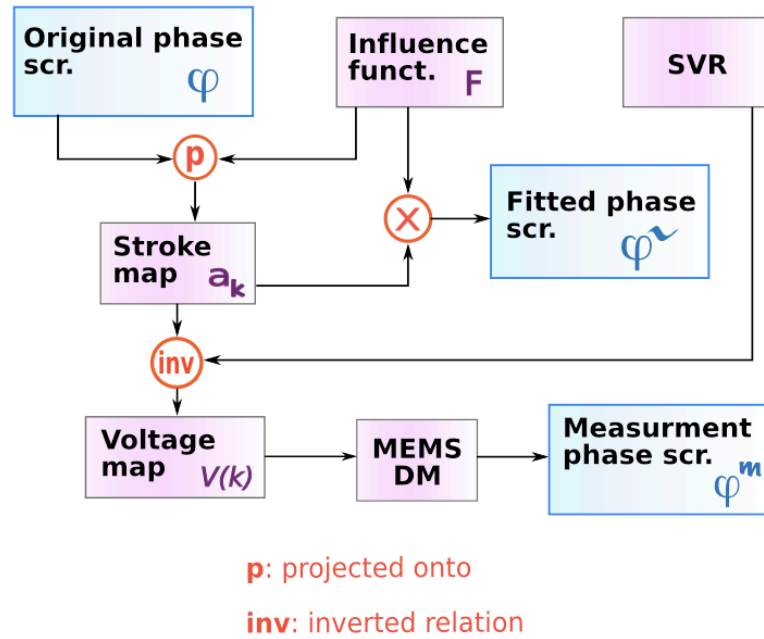 Original phase
scr.
φ
Influence
funct.
F
SVR
p
X
Fitted phase
scr.
φ~
Stroke
map
a_k
inv
Voltage
map
V(k)
MEMS
DM
Measurment
phase scr.
φ^m
p: projected onto
inv: inverted relation